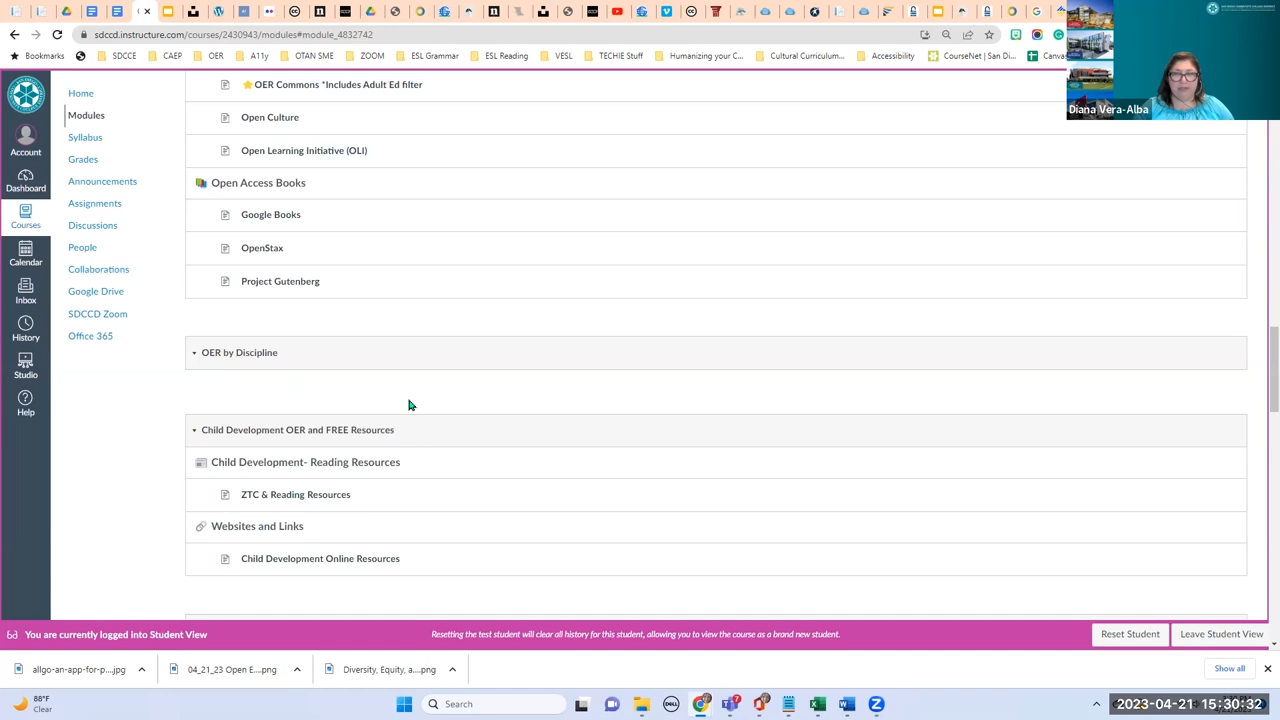 sdccd.instructure.com/courses/2430943/modules#module_48327
Bookmarks
SDCCE
CAEP
OER
A11y
OTAN SME
COTA
ESL Grammar
ESL Reading
VESL
TECHIE Stuff
Humanizing your C...
Cultural Curriculum...
Accessibility
CourseNet | San Di...
Diana Vera-Alba
Account
Dashboard
Courses
Calendar
Inbox
History
Studio
Help
Home
Modules
Syllabus
Grades
Announcements
Assignments
Discussions
People
Collaborations
Google Drive
SDCCD Zoom
Office 365
OER Commons *Includes Adult Ed filter
Open Culture
Open Learning Initiative (OLI)
Open Access Books
Google Books
OpenStax
Project Gutenberg
OER by Discipline
Child Development OER and FREE Resources
Child Development- Reading Resources
ZTC & Reading Resources
Websites and Links
Child Development Online Resources
You are currently logged into Student View
Resetting the test student will clear all history for this student, allowing you to view the course as a brand new student.
Reset Student
Leave Student View
allgo-an-app-for-p....jpg
04_21_23 Open E....png
Diversity, Equity, a....png
Show all
88°F
Clear
Search
2023-04-21 15:30:32